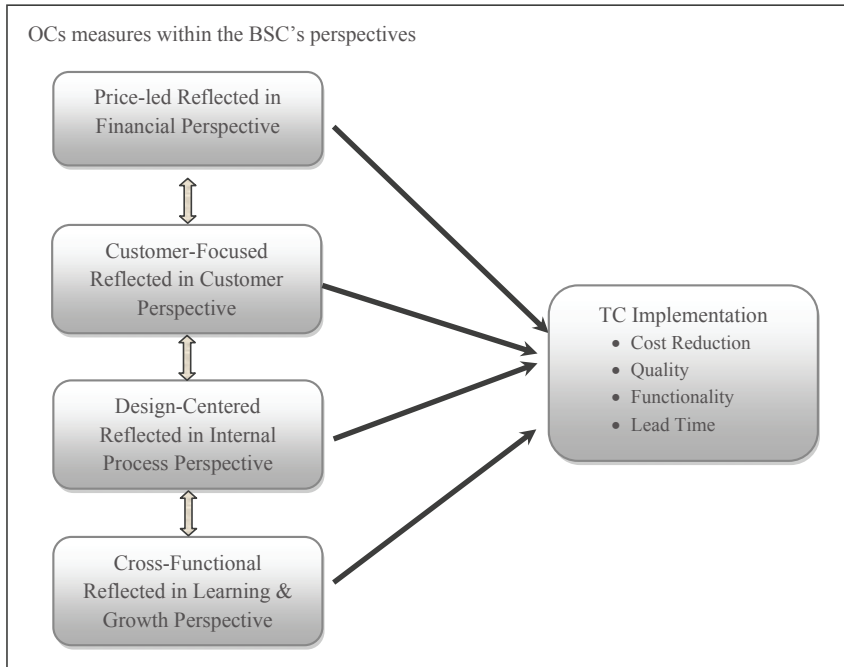 OCs measures within the BSC's perspectives
Price-led Reflected in
Financial Perspective
Customer-Focused
Reflected in Customer
Perspective
Design-Centered
Reflected in Internal
Process Perspective
Cross-Functional
Reflected in Learning &
Growth Perspective
TC Implementation
• Cost Reduction
• Quality
• Functionality
• Lead Time